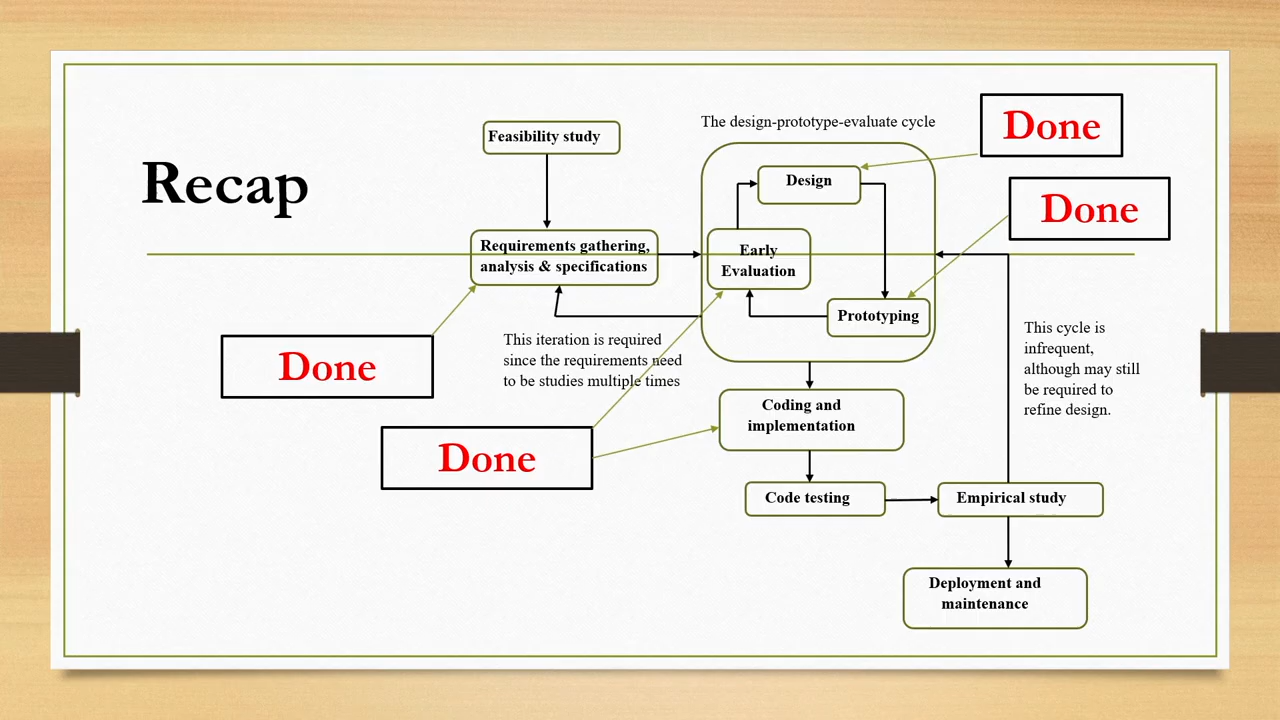 Recap
Feasibility study
Requirements gathering,
analysis & specifications
The design-prototype-evaluate cycle
Design
Early
Evaluation
Prototyping
Done
Done
Done
Done
This iteration is required
since the requirements need
to be studies multiple times
This cycle is
infrequent,
although may still
be required to
refine design.
Coding and
implementation
Code testing
Empirical study
Deployment and
maintenance